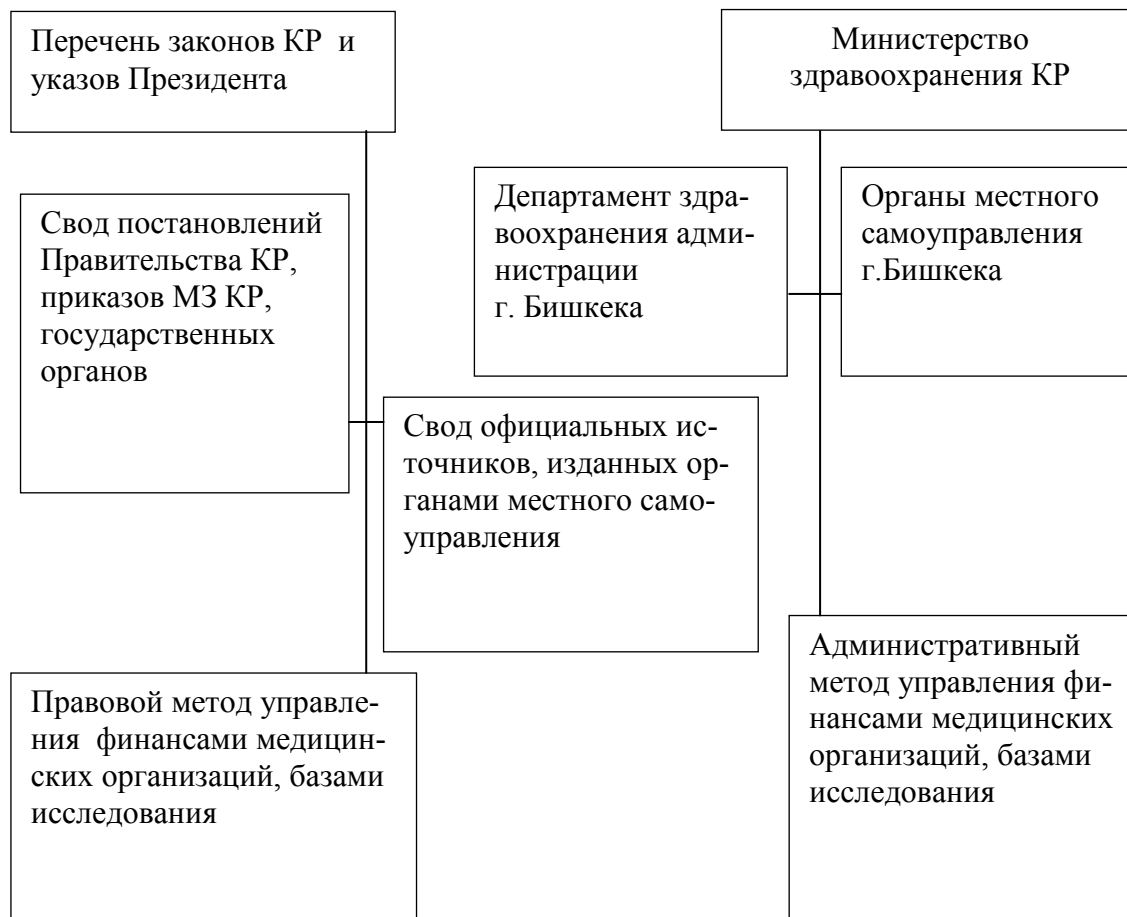 Перечень законов КР и
указов Президента
Министерство
здравоохранения КР
Свод постановлений
Правительства КР,
приказов МЗ КР,
государственных
органов
Департамент здра-
воохранения адми-
нистрации
г. Бишкека
Органы местного
самоуправления
г.Бишкека
Свод официальных ис-
точников, изданных ор-
ганами местного само-
управления
Правовой метод управле-
ния финансами медицин-
ских организаций, базами
исследования
Административный
метод управления фи-
нансами медицинских
организаций, базами
исследования